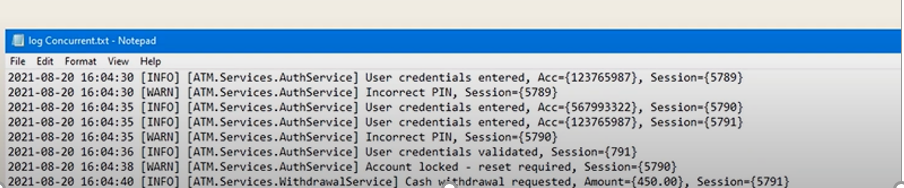 log Concurrent.txt - Notepad
File Edit Format View Help
2021-08-20 16:04:30 [INFO] [ATM.Services.AuthService] User credentials entered, Acc={123765987}, Session={5789}
2021-08-20 16:04:30 [WARN] [ATM.Services.AuthService] Incorrect PIN, Session={5789}
2021-08-20 16:04:35 [INFO] [ATM.Services.AuthService] User credentials entered, Acc={567993322}, Session={5790}
2021-08-20 16:04:35 [INFO] [ATM.Services.AuthService] User credentials entered, Acc={123765987}, Session={5791}
2021-08-20 16:04:35 [WARN] [ATM.Services.AuthService] Incorrect PIN, Session={5790}
2021-08-20 16:04:36 [INFO] [ATM.Services.AuthService] User credentials validated, Session={791}
2021-08-20 16:04:38 [WARN] [ATM.Services.AuthService] Account locked - reset required, Session={5790}
2021-08-20 16:04:40 [INFO] [ATM.Services.WithdrawalService] Cash withdrawal requested, Amount={450.00}, Session={5791}